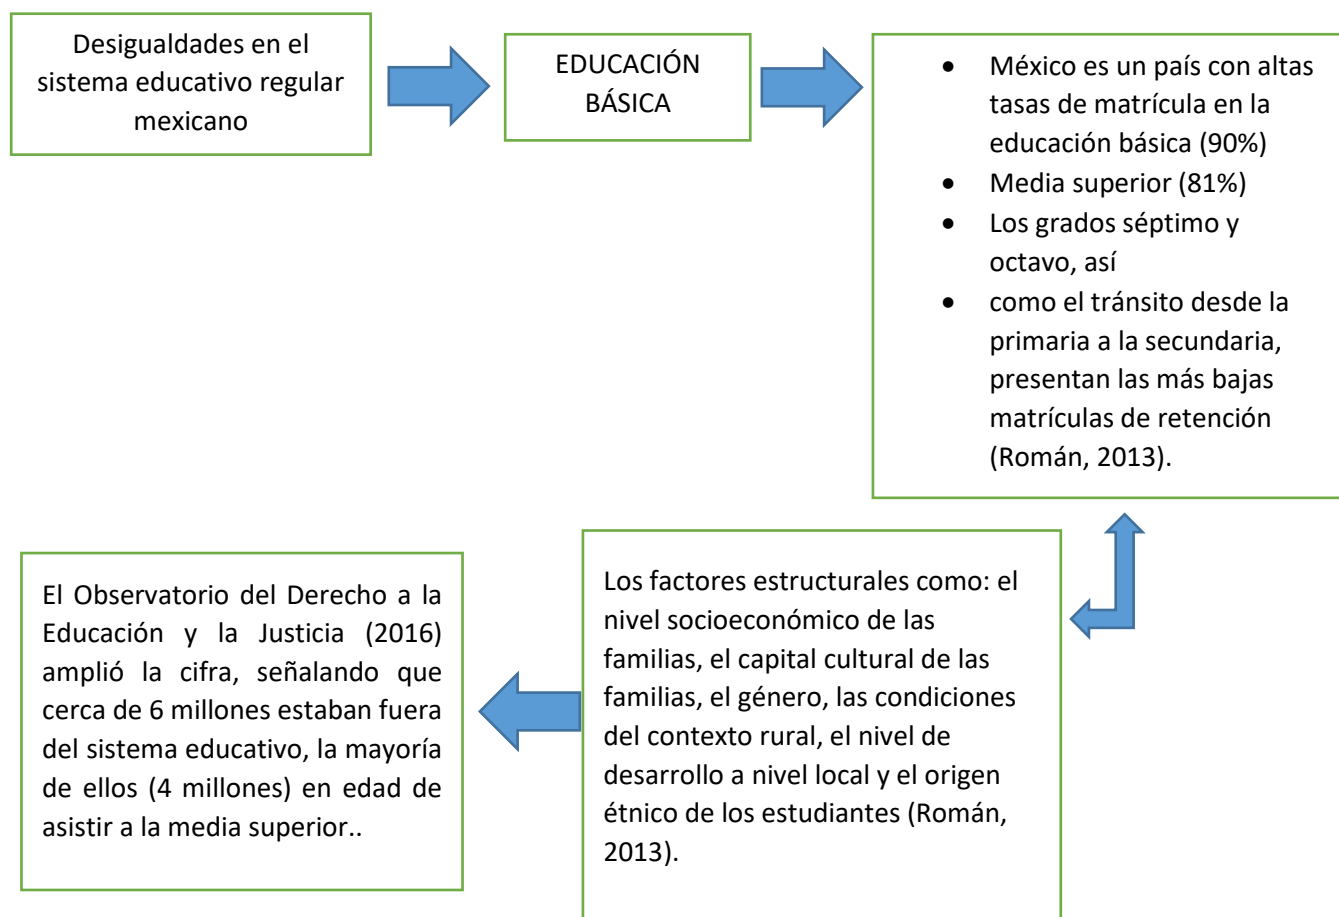 Desigualdades en el
sistema educativo regular
mexicano
EDUCACIÓN
BÁSICA
• México es un país con altas
tasas de matrícula en la
educación básica (90%)
• Media superior (81%)
• Los grados séptimo y
octavo, así
• como el tránsito desde la
primaria a la secundaria,
presentan las más bajas
matrículas de retención
(Román, 2013).
Los factores estructurales como: el
nivel socioeconómico de las
familias, el capital cultural de las
familias, el género, las condiciones
del contexto rural, el nivel de
desarrollo a nivel local y el origen
étnico de los estudiantes (Román,
2013).
El Observatorio del Derecho a la
Educación y la Justicia (2016)
amplió la cifra, señalando que
cerca de 6 millones estaban fuera
del sistema educativo, la mayoría
de ellos (4 millones) en edad de
asistir a la media superior..